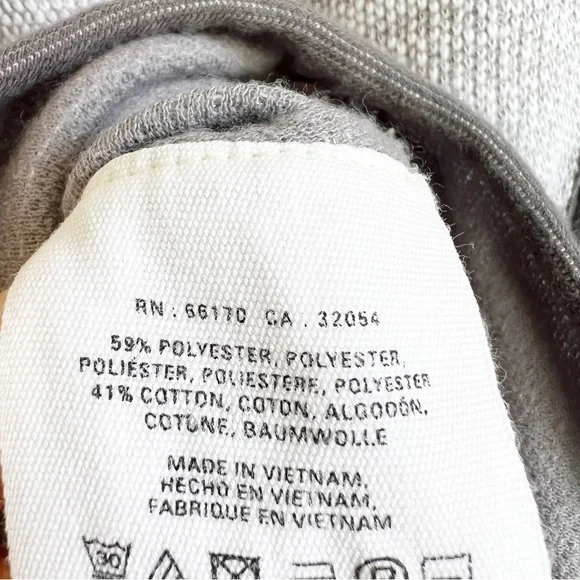 RN . 66170 CA . 32054
59% POLYESTER, POLYESTER,
POLIÉSTER, POLIESTERE, POLYESTER
41% COTTON, COTON, ALGODÓN,
COTONE, BAUMWOLLE
MADE IN VIETNAM,
HECHO EN VIETNAM,
FABRIQUE EN VIETNAM
30